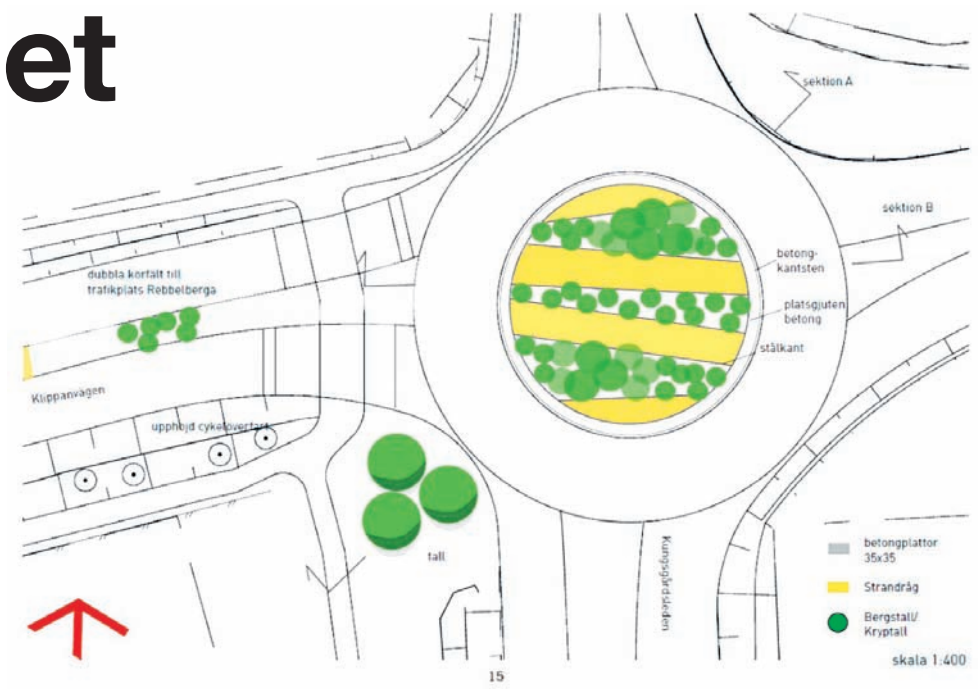 et
sektion A
sektion B
dubbla körfält till
trafikplats Rebbelberga
betong-
kantsten
platsgjuten
betong
stålkant
Klippanvägen
upphöjd cykelöverfart
tall
Kungsgårdsleden
betongplattor
35x35
Strandråg
Bergstall/
Kryptall
skala 1:400
15